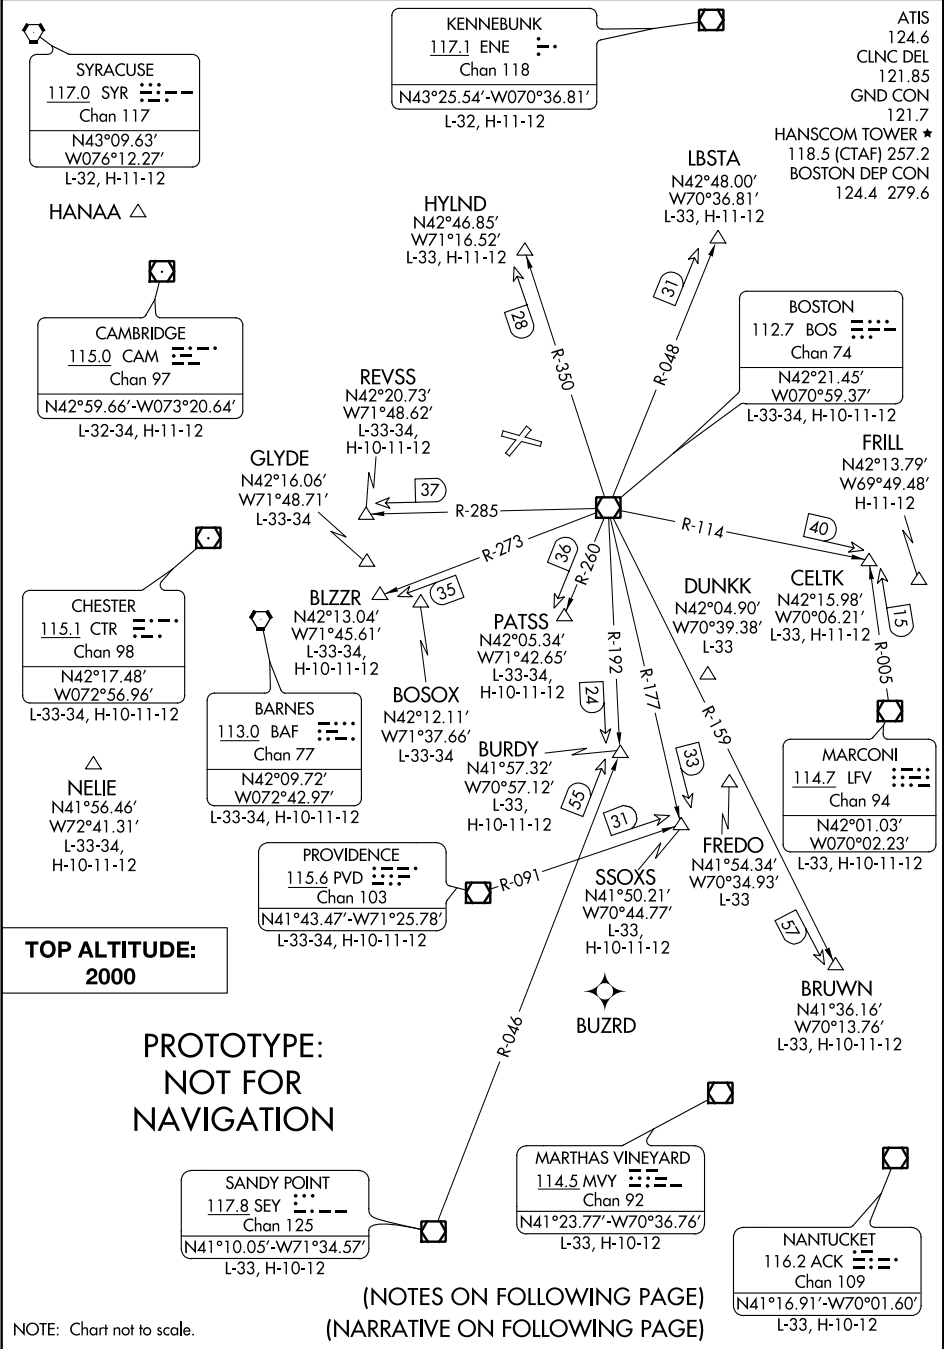 SYRACUSE
117.0 SYR
Chan 117
N43°09.63′
W076°12.27′
L-32, H-11-12
HANAA
KENNEBUNK
117.1 ENE
Chan 118
N43°25.54′-W070°36.81′
L-32, H-11-12
ATIS
124.6
CLNC DEL
121.85
GND CON
121.7
HANSCOM TOWER ★
118.5 (CTAF) 257.2
BOSTON DEP CON
124.4 279.6
LBSTA
N42°48.00′
W70°36.81′
L-33, H-11-12
HYLND
N42°46.85′
W71°16.52′
L-33, H-11-12
31
28
R-048
R-350
CAMBRIDGE
115.0 CAM
Chan 97
N42°59.66′-W073°20.64′
L-32-34, H-11-12
BOSTON
112.7 BOS
Chan 74
N42°21.45′
W070°59.37′
L-33-34, H-10-11-12
REVSS
N42°20.73′
W71°48.62′
L-33-34,
H-10-11-12
GLYDE
N42°16.06′
W71°48.71′
L-33-34
FRILL
N42°13.79′
W69°49.48′
H-11-12
37
R-285
R-273
35
36
R-260
R-114
40
CHESTER
115.1 CTR
Chan 98
N42°17.48′
W072°56.96′
L-33-34, H-10-11-12
BLZZR
N42°13.04′
W71°45.61′
L-33-34,
H-10-11-12
PATSS
N42°05.34′
W71°42.65′
L-33-34,
H-10-11-12
DUNKK
N42°04.90′
W70°39.38′
L-33
CELTK
N42°15.98′
W70°06.21′
L-33, H-11-12
15
R-005
R-192
R-177
R-159
BARNES
113.0 BAF
Chan 77
N42°09.72′
W072°42.97′
L-33-34, H-10-11-12
BOSOX
N42°12.11′
W71°37.66′
L-33-34
24
BURDY
N41°57.32′
W70°57.12′
L-33,
H-10-11-12
33
MARCONI
114.7 LFV
Chan 94
N42°01.03′
W070°02.23′
L-33, H-10-11-12
NELIE
N41°56.46′
W72°41.31′
L-33-34,
H-10-11-12
55
31
PROVIDENCE
115.6 PVD
Chan 103
N41°43.47′-W71°25.78′
L-33-34, H-10-11-12
R-091
SSOXS
N41°50.21′
W70°44.77′
L-33,
H-10-11-12
FREDO
N41°54.34′
W70°34.93′
L-33
57
BRUWN
N41°36.16′
W70°13.76′
L-33, H-10-11-12
TOP ALTITUDE:
2000
BUZRD
R-046
PROTOTYPE:
NOT FOR
NAVIGATION
SANDY POINT
117.8 SEY
Chan 125
N41°10.05′-W71°34.57′
L-33, H-10-12
MARTHAS VINEYARD
114.5 MVY
Chan 92
N41°23.77′-W70°36.76′
L-33, H-10-12
NANTUCKET
116.2 ACK
Chan 109
N41°16.91′-W70°01.60′
L-33, H-10-12
(NOTES ON FOLLOWING PAGE)
(NARRATIVE ON FOLLOWING PAGE)
NOTE: Chart not to scale.